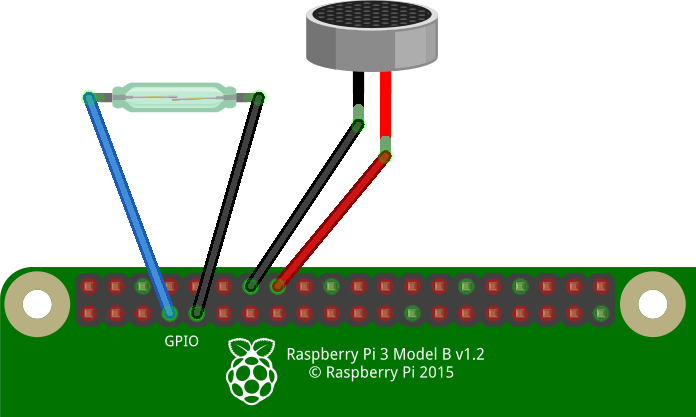 GPIO
Raspberry Pi 3 Model B v1.2
© Raspberry Pi 2015